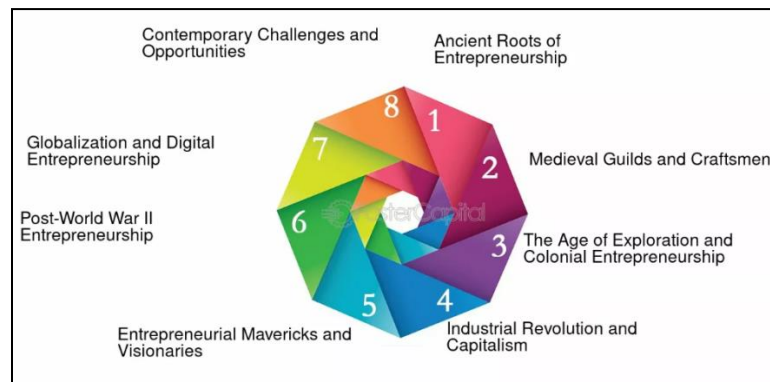 Contemporary Challenges and
Opportunities
Ancient Roots of
Entrepreneurship
8
1
7
2
6
3
5
4
Globalization and Digital
Entrepreneurship
Medieval Guilds and Craftsmen
Post-World War II
Entrepreneurship
FasterCapital
The Age of Exploration and
Colonial Entrepreneurship
Entrepreneurial Mavericks and
Visionaries
Industrial Revolution and
Capitalism